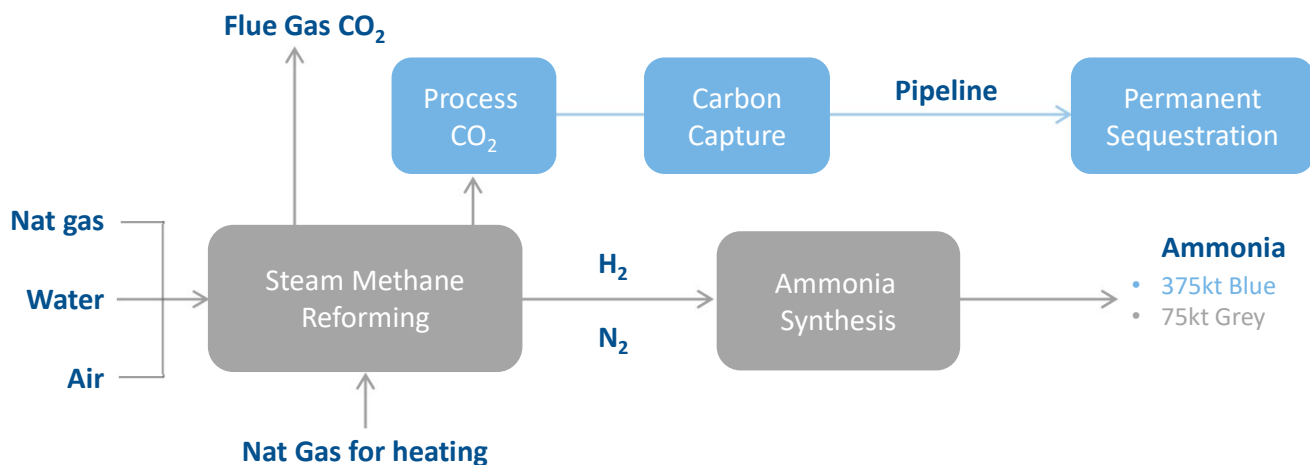 Flue Gas CO₂
Process
CO₂
Carbon
Capture
Pipeline
Permanent
Sequestration
Nat gas
Water
Air
Steam Methane
Reforming
H₂
N₂
Ammonia
Synthesis
Ammonia
• 375kt Blue
• 75kt Grey
Nat Gas for heating